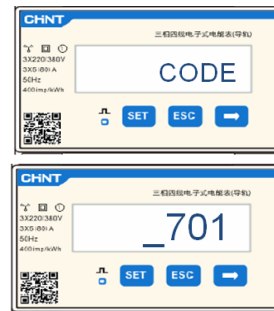 CHNT
三相四线电子式电能表(导轨)
3X220/380V
3X5(80)A
50Hz
400imp/kWh
CODE
SET
ESC
CHNT
三相四线电子式电能表(导轨)
3X220/380V
3X5(80)A
50Hz
400imp/kWh
_701
SET
ESC